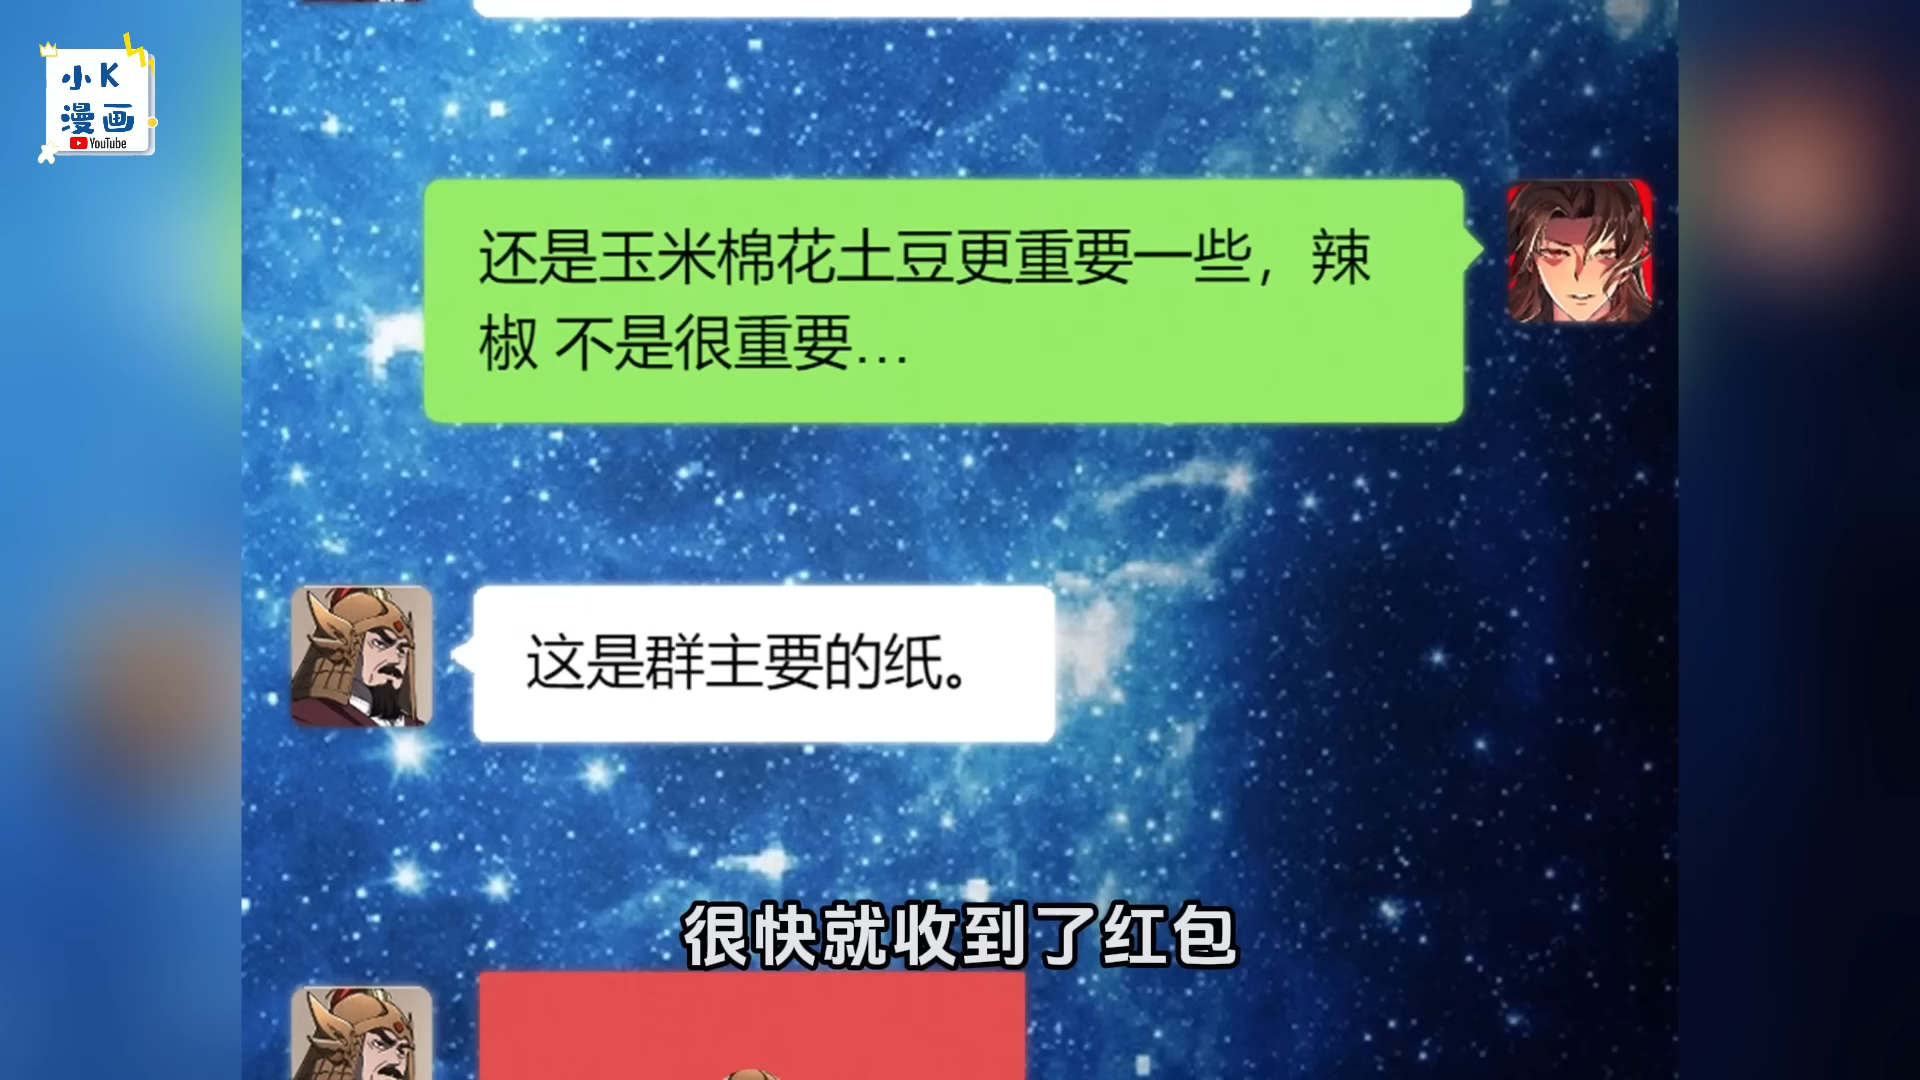 小K
漫画
YouTube
还是玉米棉花土豆更重要一些，辣
椒 不是很重要...
这是群主要的纸。
很快就收到了红包